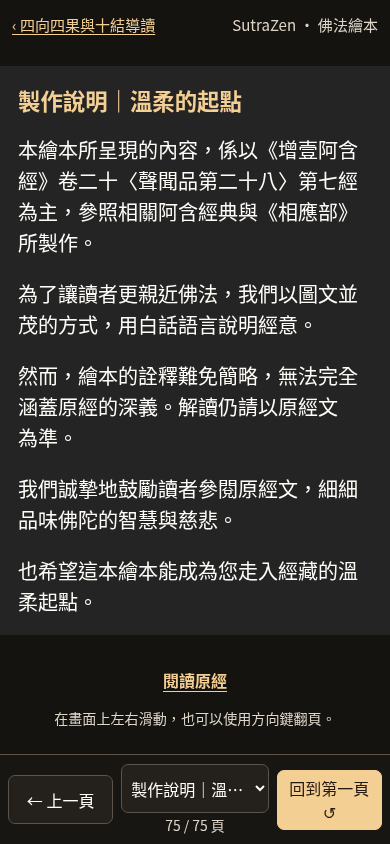 ‹ 四向四果與十結導讀
SutraZen ・ 佛法繪本
製作說明｜溫柔的起點
本繪本所呈現的內容，係以《增壹阿含
經》卷二十〈聲聞品第二十八〉第七經
為主，參照相關阿含經典與《相應部》
所製作。
為了讓讀者更親近佛法，我們以圖文並
茂的方式，用白話語言說明經意。
然而，繪本的詮釋難免簡略，無法完全
涵蓋原經的深義。解讀仍請以原經文
為準。
我們誠摯地鼓勵讀者參閱原經文，細細
品味佛陀的智慧與慈悲。
也希望這本繪本能成為您走入經藏的溫
柔起點。
閱讀原經
在畫面上左右滑動，也可以使用方向鍵翻頁。
← 上一頁
製作說明｜溫…
75 / 75 頁
回到第一頁
↺